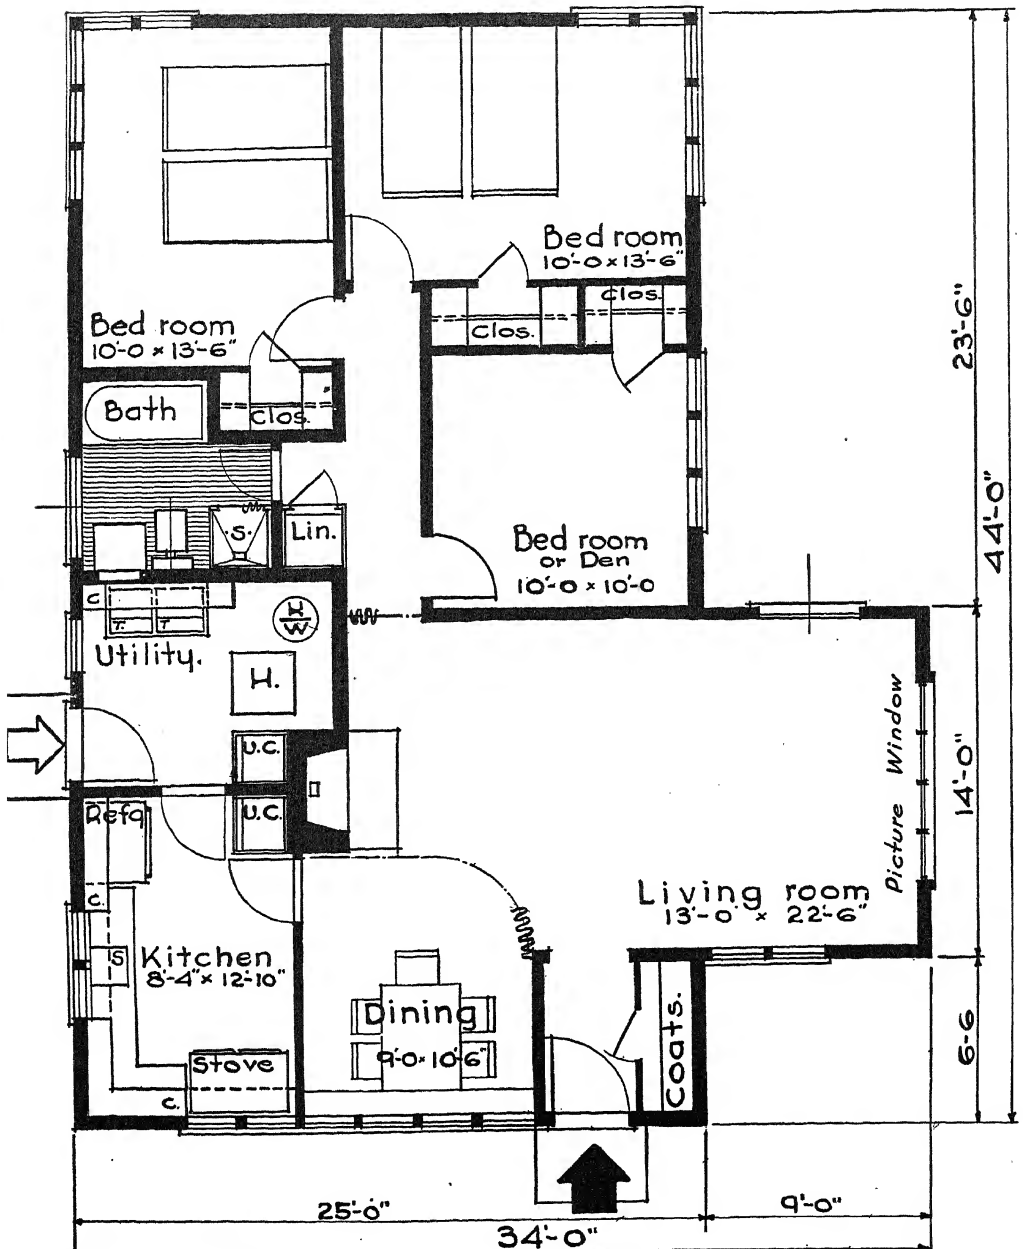 Bed room
10'-0 × 13'-6"
Bed room
10'-0 × 13'-6"
Clos.
Clos.
Clos.
Bath
S.
Lin.
Bed room
or Den
10'-0 × 10'-0
23'-6"
44'-0"
C.
T.
T
H
W
Utility.
H.
U.C.
U.C.
Refg
C.
S
Kitchen
8'-4" × 12'-10"
Stove
C.
Dining
9'-0 × 10'-6"
Living room
13'-0" × 22'-6"
Picture Window
14'-0"
6-6
Coats.
25'-0"
9'-0"
34'-0"